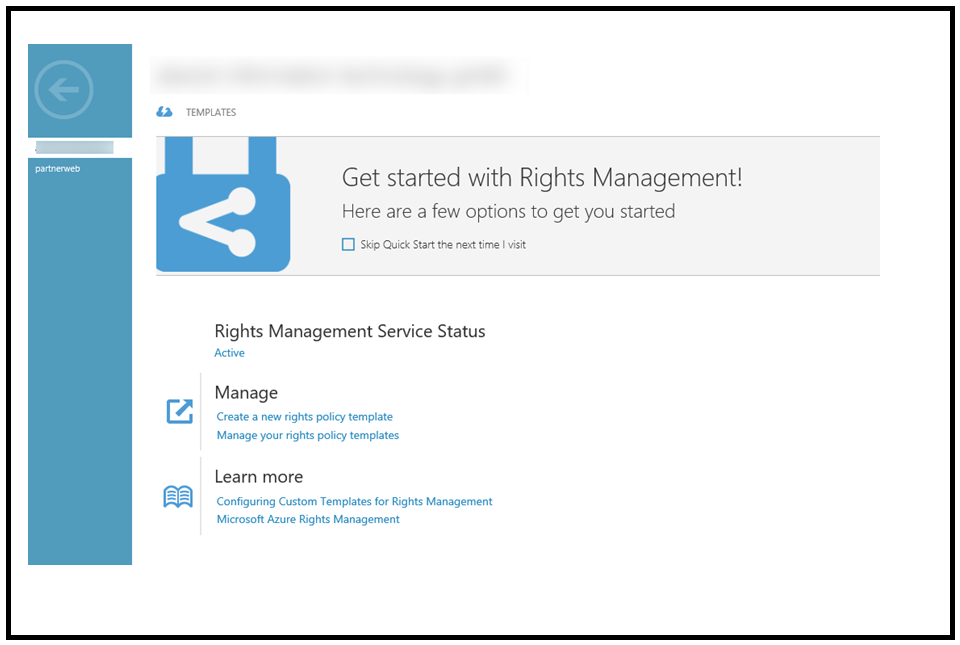 TEMPLATES
partnerweb
Get started with Rights Management!
Here are a few options to get you started
Skip Quick Start the next time I visit
Rights Management Service Status
Active
Manage
Create a new rights policy template
Manage your rights policy templates
Learn more
Configuring Custom Templates for Rights Management
Microsoft Azure Rights Management